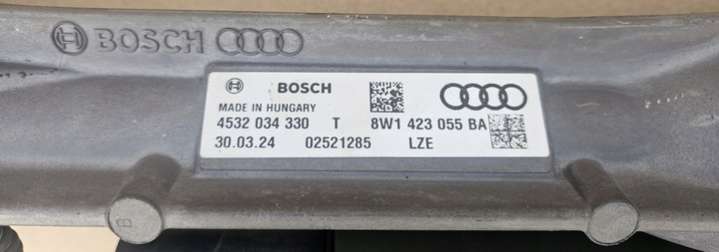 BOSCH
BOSCH
MADE IN HUNGARY
4532 034 330 T 8W1 423 055 BA
30.03.24 02521285 LZE